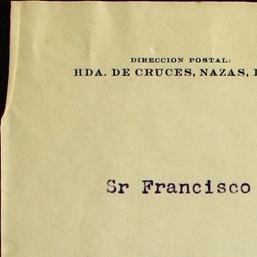 DIRECCION POSTAL:
HDA. DE CRUCES, NAZAS,
Sr Francisco